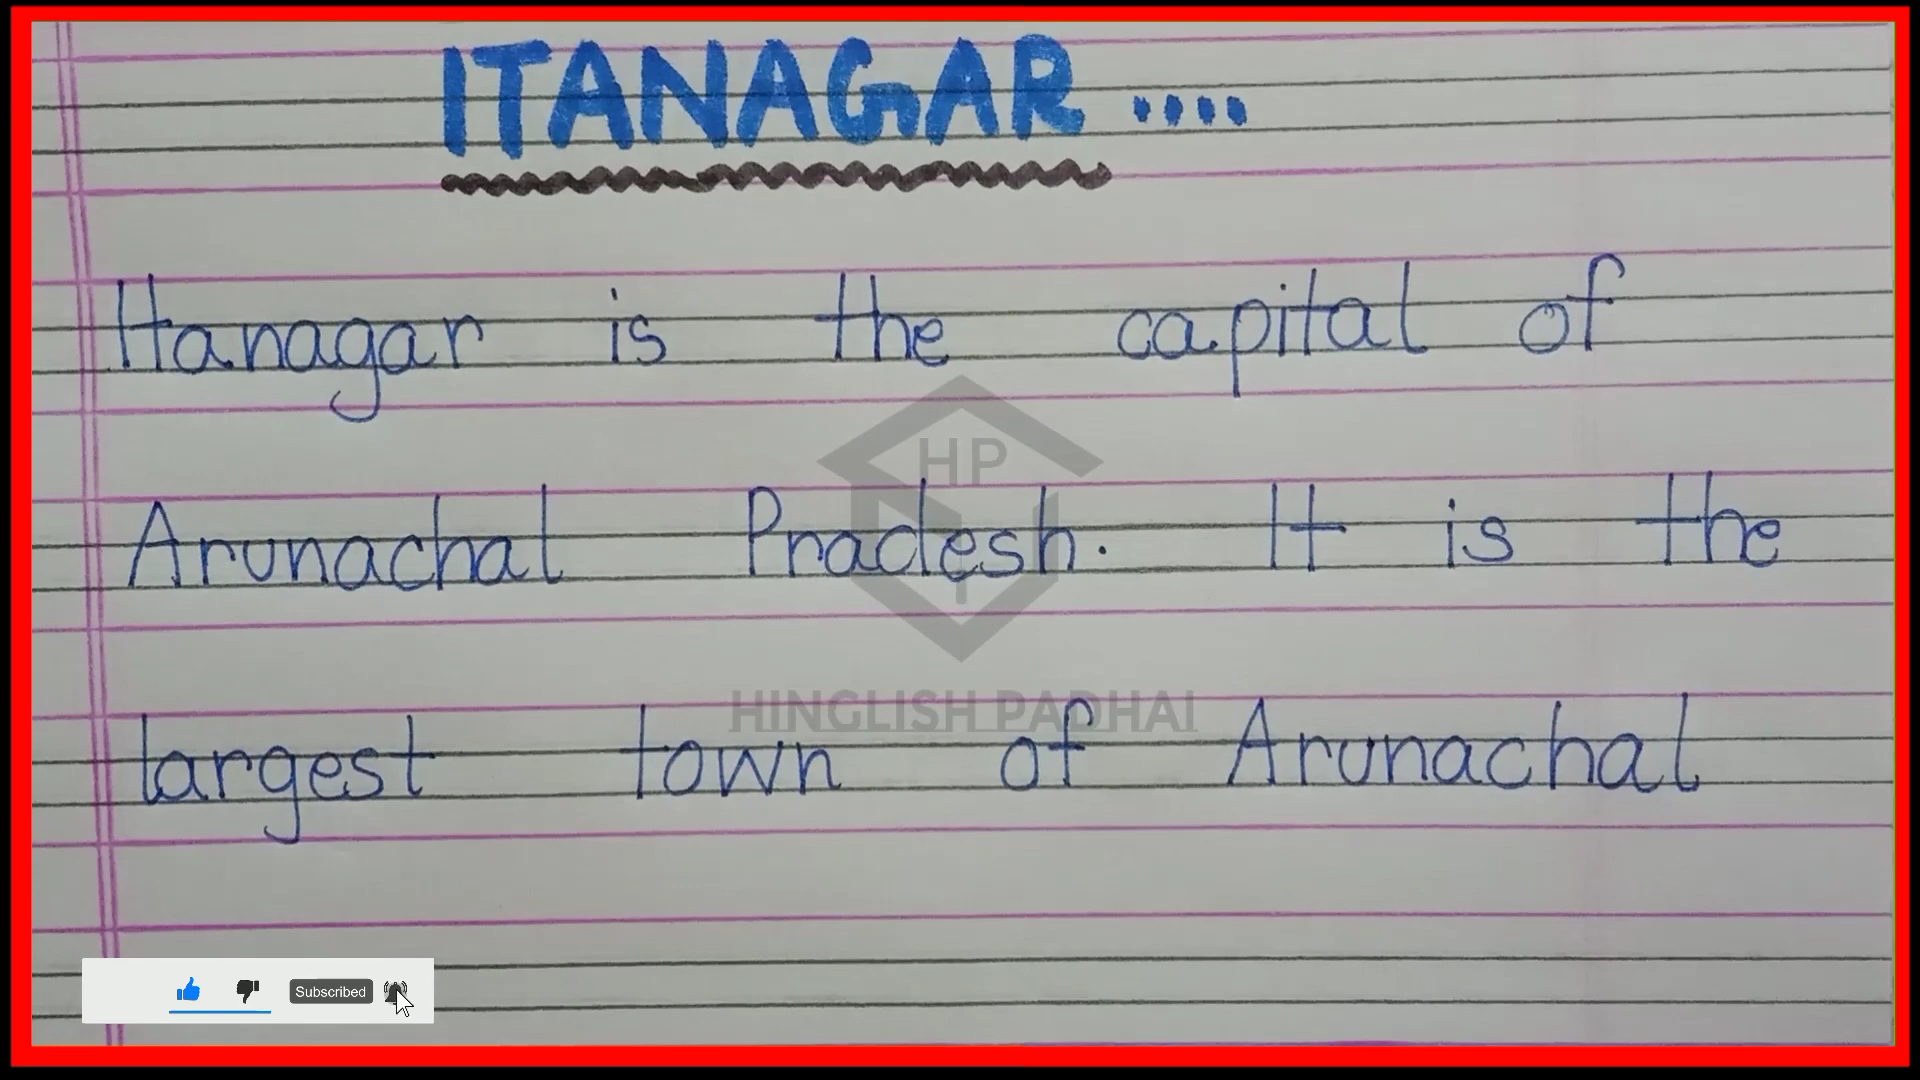 ITANAGAR ....
Itanagar is the capital of
HP
Arunachal Pradesh. It is the
HINGLISH PADHAI
largest town of Arunachal
Subscribed